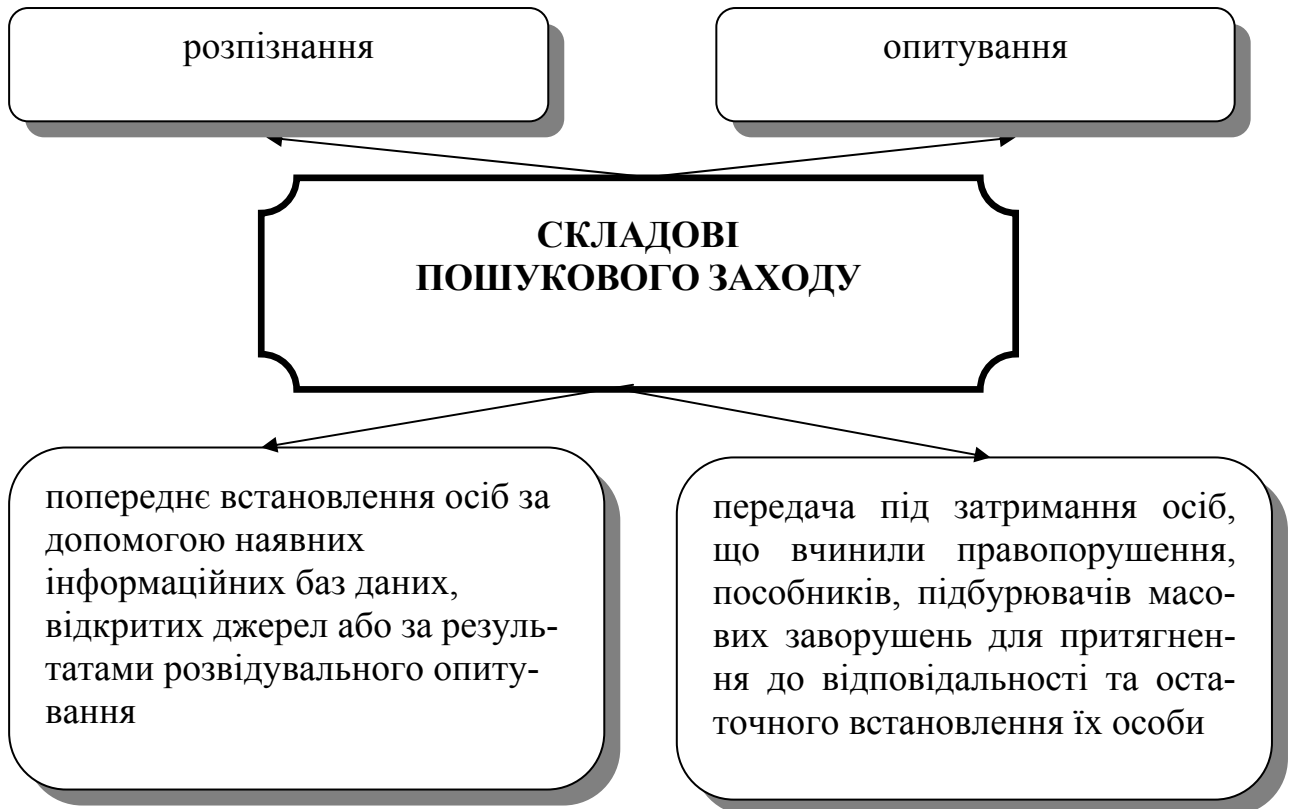 розпізнання
опитування
СКЛАДОВІ
ПОШУКОВОГО ЗАХОДУ
попереднє встановлення осіб за
допомогою наявних
інформаційних баз даних,
відкритих джерел або за резуль-
татами розвідувального опиту-
вання
передача під затримання осіб,
що вчинили правопорушення,
пособників, підбурювачів масо-
вих заворушень для притягнен-
ня до відповідальності та оста-
точного встановлення їх особи